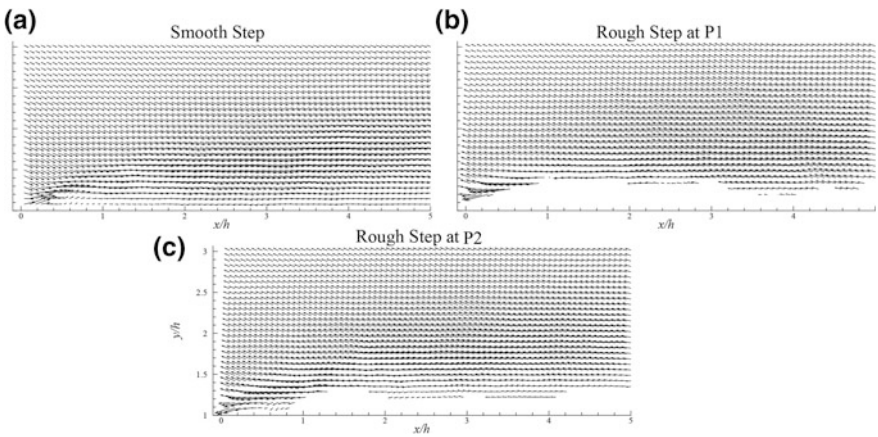 (a)
Smooth Step
0 1 2 3 4 5
x/h
(b)
Rough Step at P1
0 1 2 3 4
x/h
(c)
Rough Step at P2
3
2.5
2
1.5
1
y/h
0 1 2 3 4 5
x/h